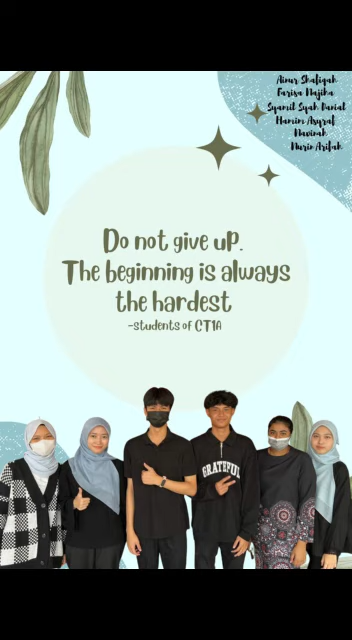 Ainur Shafiqah
Farisa Najiha
Syamil Syah Danial
Hamim Asyraf
Navinah
Nurin Arifah
Do not give up.
The beginning is always
the hardest
-students of CT1A
GRATEFUL